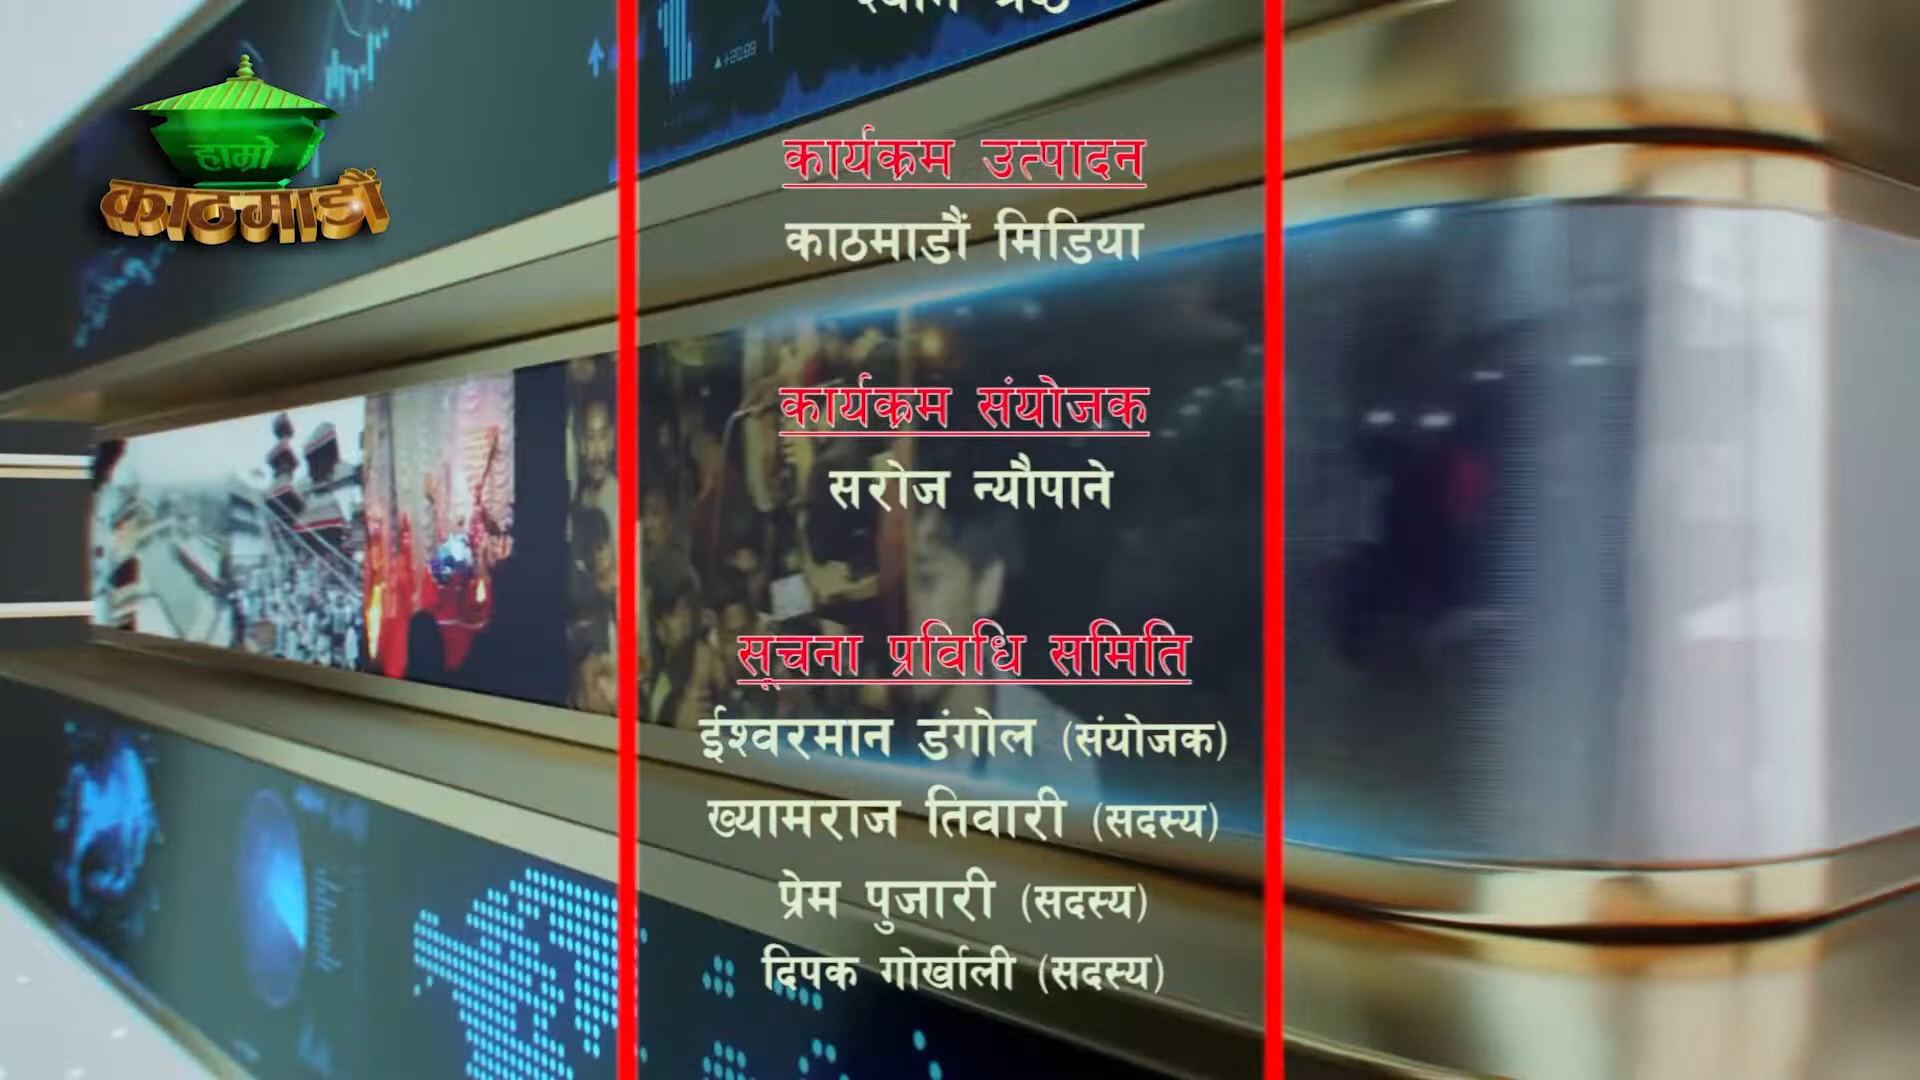 हाम्रो
काठमाडौं
कार्यक्रम उत्पादन
काठमाडौं मिडिया
कार्यक्रम संयोजक
सरोज न्यौपाने
सूचना प्रविधि समिति
ईश्वरमान डंगोल (संयोजक)
ख्यामराज तिवारी (सदस्य)
प्रेम पुजारी (सदस्य)
दिपक गोर्खाली (सदस्य)